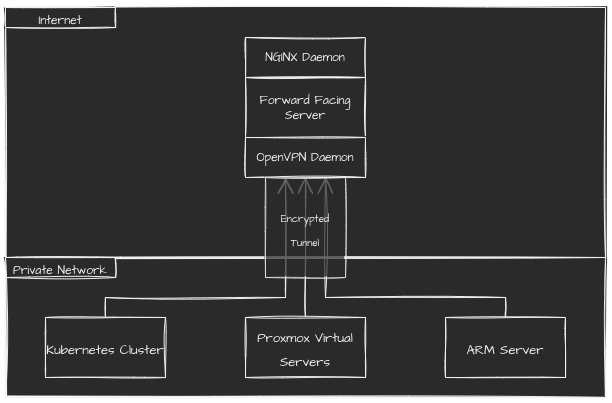 Internet
NGINX Daemon
Forward Facing
Server
OpenVPN Daemon
Encrypted
Tunnel
Private Network
Kubernetes Cluster
Proxmox Virtual
Servers
ARM Server